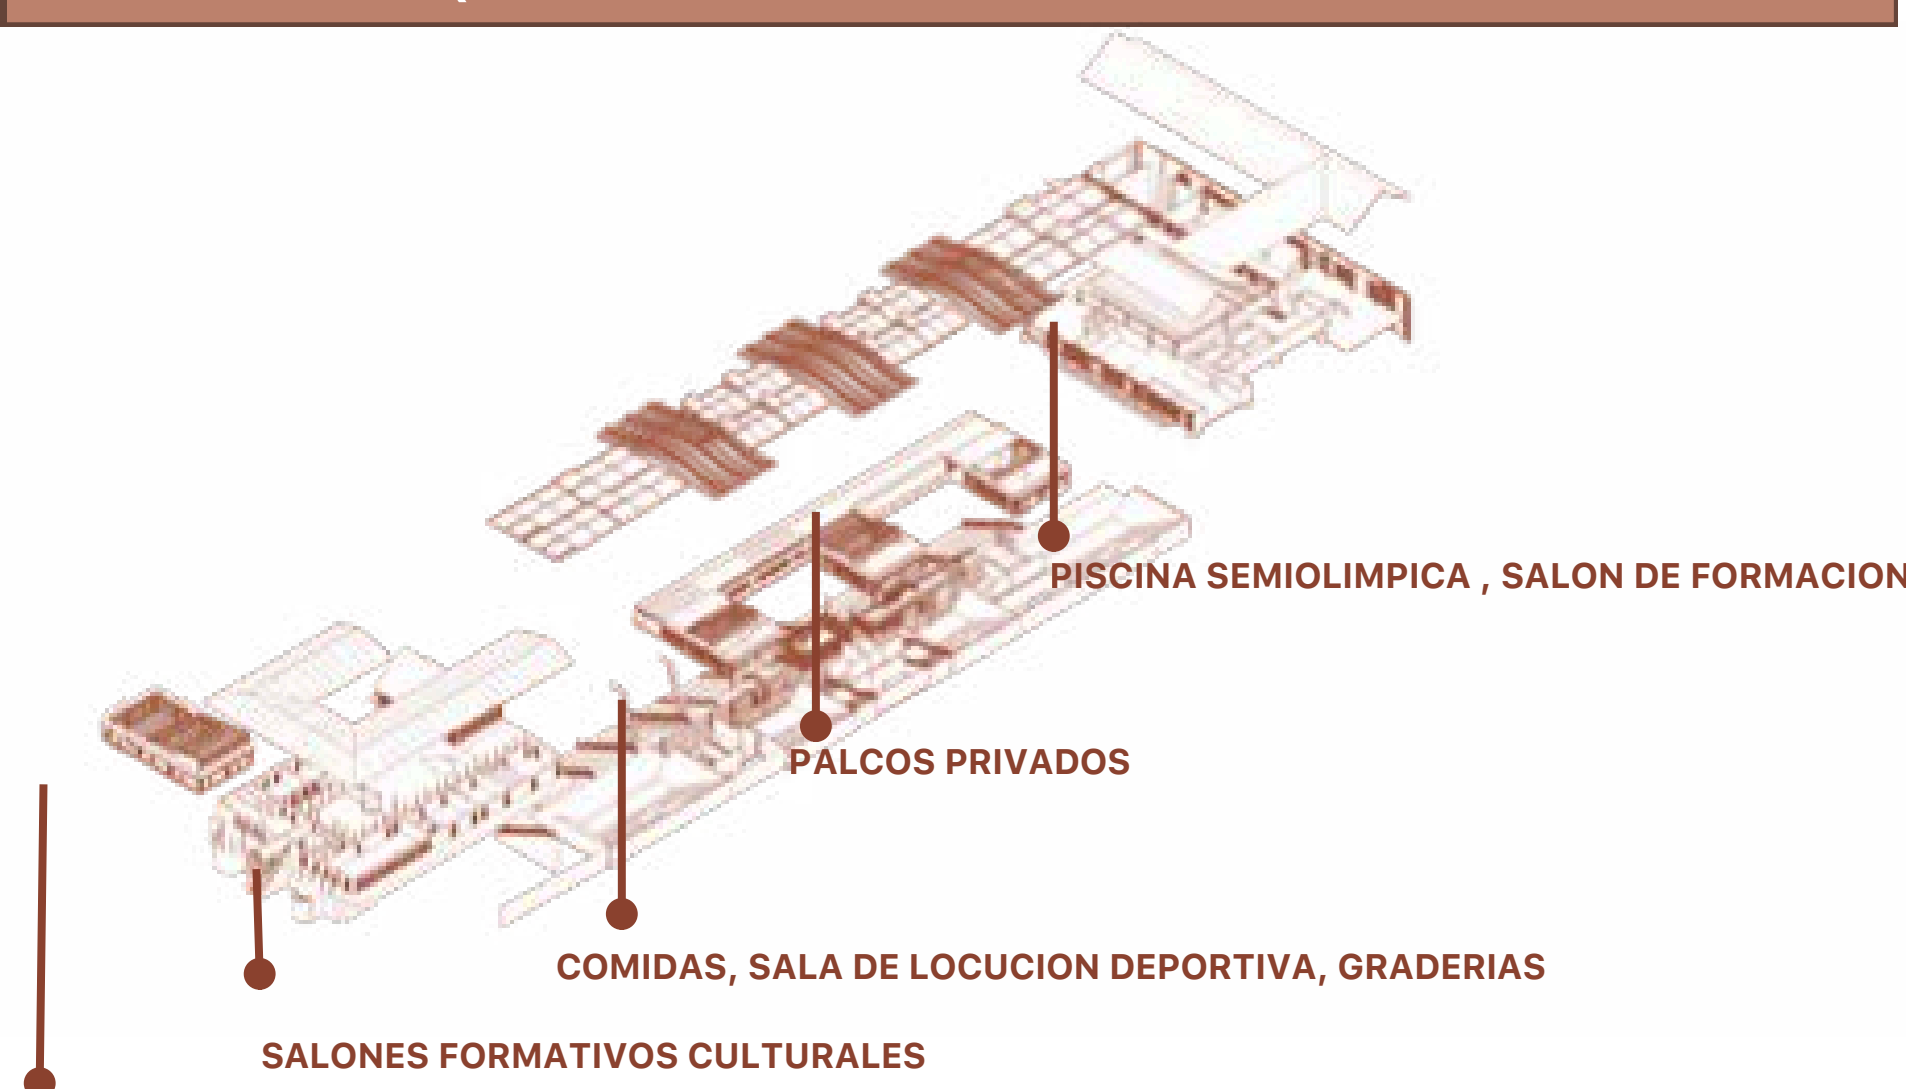 PISCINA SEMIOLIMPICA , SALON DE FORMACION
PALCOS PRIVADOS
COMIDAS, SALA DE LOCUCION DEPORTIVA, GRADERIAS
SALONES FORMATIVOS CULTURALES